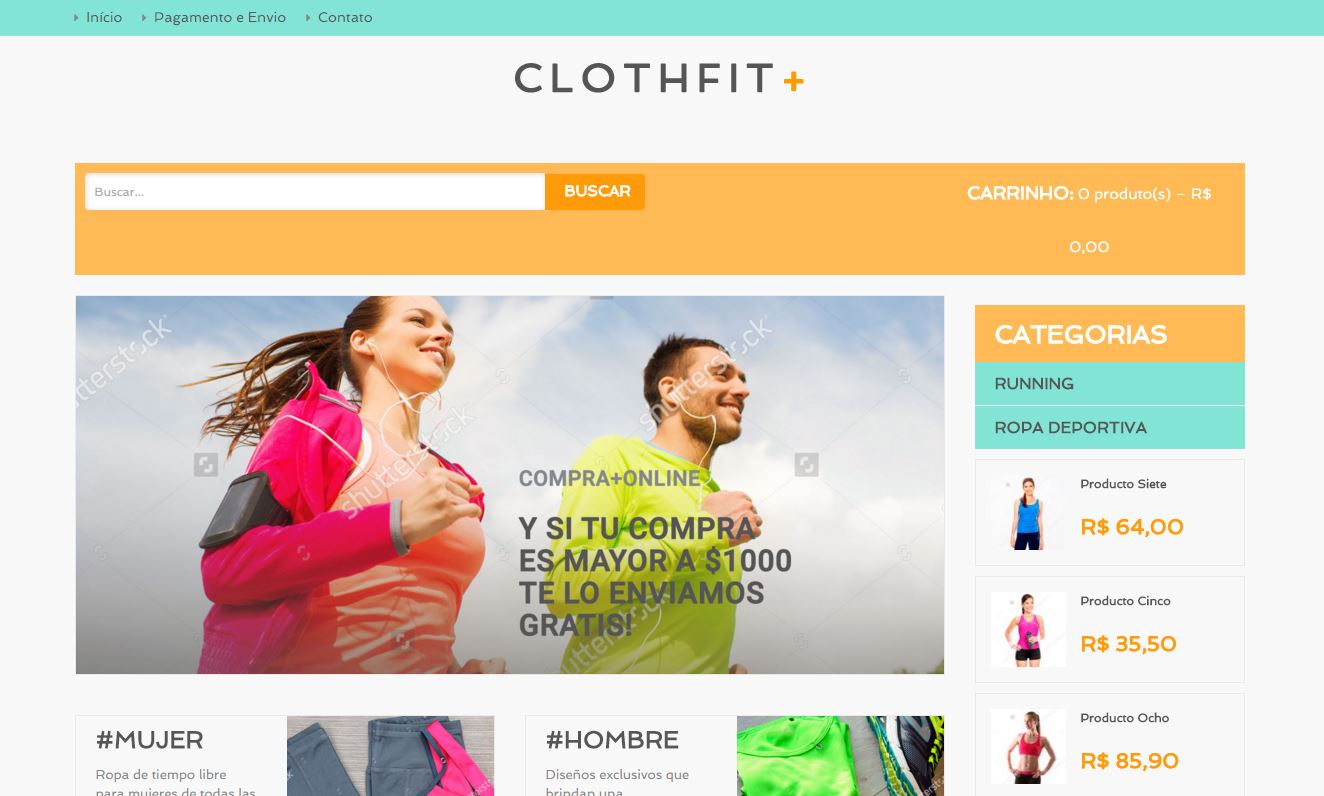 Início
Pagamento e Envio
Contato
CLOTHFIT+
Buscar...
BUSCAR
CARRINHO: 0 produto(s) – R$
0,00
shutterstock
shutterstock
shutterstock
shutterstock
COMPRA+ONLINE
Y SI TU COMPRA
ES MAYOR A $1000
TE LO ENVIAMOS
GRATIS!
CATEGORIAS
RUNNING
ROPA DEPORTIVA
Producto Siete
R$ 64,00
Producto Cinco
R$ 35,50
Producto Ocho
R$ 85,90
#MUJER
Ropa de tiempo libre
para mujeres de todas las
#HOMBRE
Diseños exclusivos que
brindan una